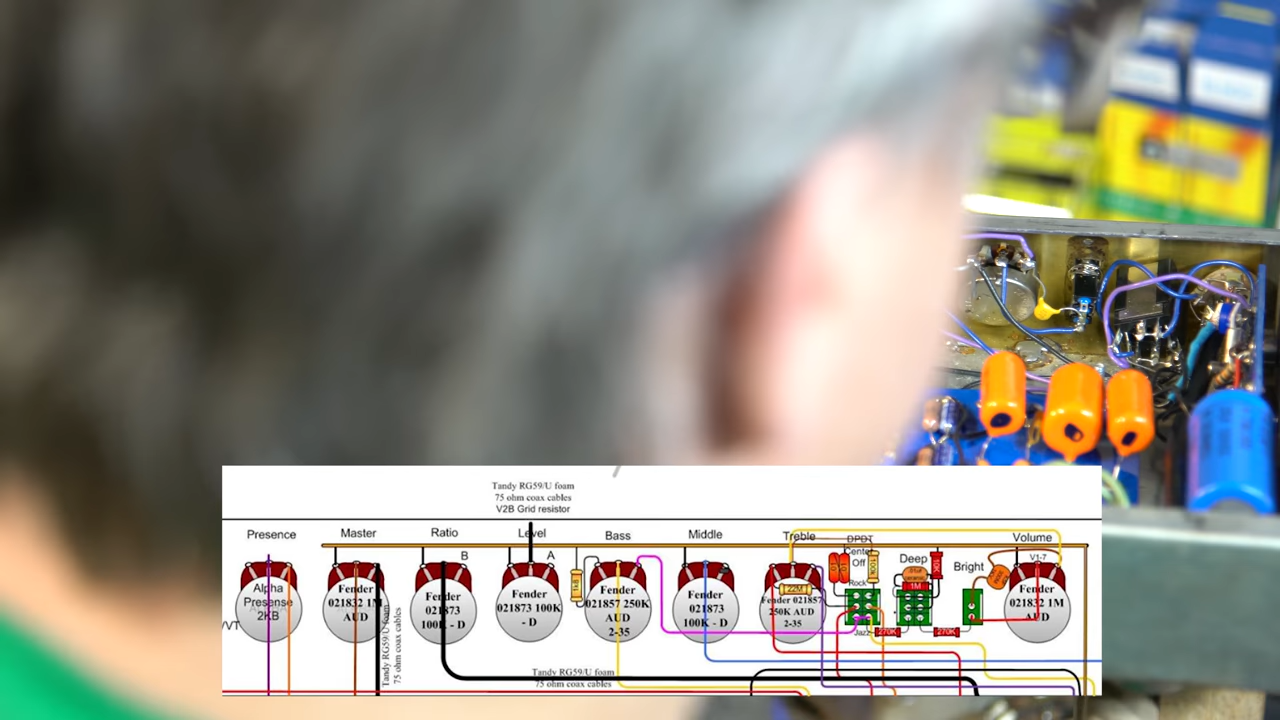 Tandy RG59/U foam
75 ohm coax cables
V2B Grid resistor
Presence
Master
Ratio
Level
Bass
Middle
Treble
DPDT
Center
Off
Deep
Bright
Volume
B
A
V1-7
Rock
Jazz
Alpha
Presense
2KB
Fender
021832 1M
AUD
Fender
021873
100K - D
Fender
021873 100K
- D
Fender
021857 250K
AUD
2-35
Fender
021873
100K - D
Fender 021857
250K AUD
2-35
Fender
021832 1M
AUD
/VT
22M
100K
1M
270K
270K
Tandy RG59/U foam
75 ohm coax cables
Tandy RG59/U foam
75 ohm coax cables